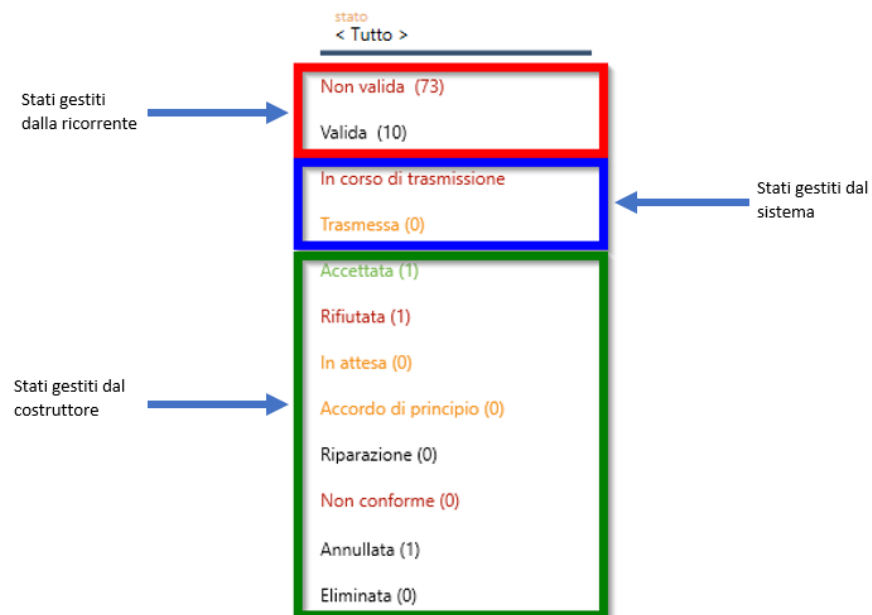 stato
< Tutto >
Non valida (73)
Stati gestiti
dalla ricorrente
Valida (10)
In corso di trasmissione
Stati gestiti dal
sistema
Trasmessa (0)
Accettata (1)
Rifiutata (1)
In attesa (0)
Stati gestiti dal
costruttore
Accordo di principio (0)
Riparazione (0)
Non conforme (0)
Annullata (1)
Eliminata (0)